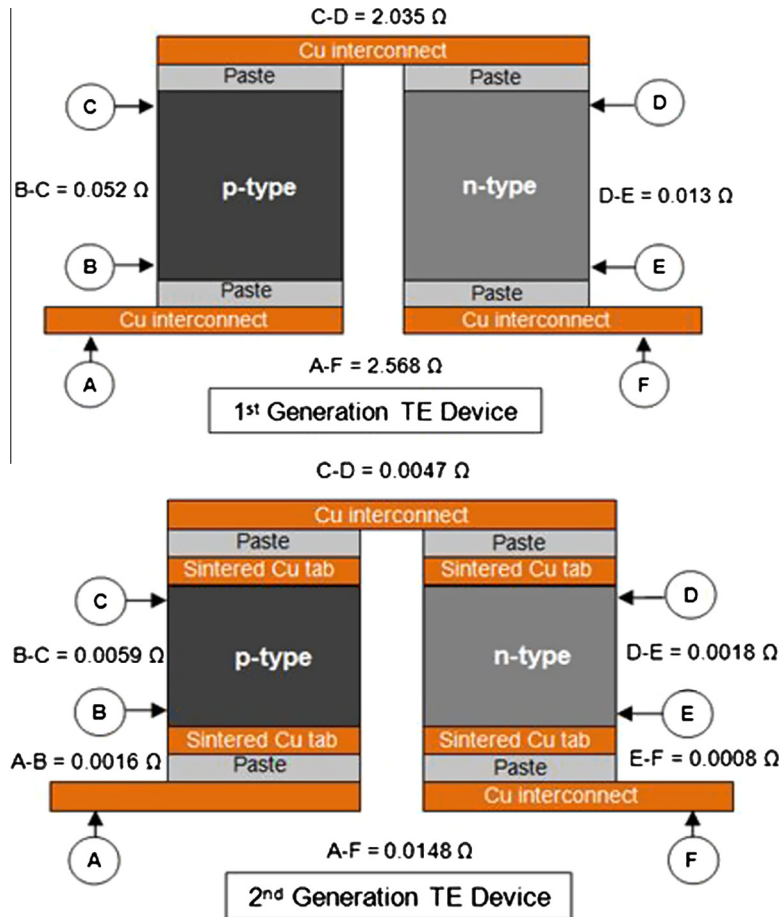 C-D = 2.035 Ω
Cu interconnect
Paste
Paste
C
D
B-C = 0.052 Ω
p-type
n-type
D-E = 0.013 Ω
B
E
Paste
Paste
Cu interconnect
Cu interconnect
A-F = 2.568 Ω
A
F
1st Generation TE Device
C-D = 0.0047 Ω
Cu interconnect
Paste
Paste
Sintered Cu tab
Sintered Cu tab
C
D
B-C = 0.0059 Ω
p-type
n-type
D-E = 0.0018 Ω
B
E
Sintered Cu tab
Sintered Cu tab
A-B = 0.0016 Ω
Paste
Paste
E-F = 0.0008 Ω
Cu interconnect
A-F = 0.0148 Ω
A
F
2nd Generation TE Device